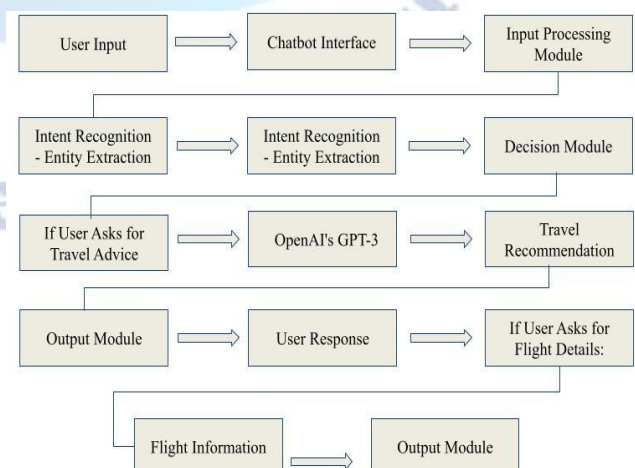 User Input
Chatbot Interface
Input Processing
Module
Intent Recognition
- Entity Extraction
Intent Recognition
- Entity Extraction
Decision Module
If User Asks for
Travel Advice
OpenAI's GPT-3
Travel
Recommendation
Output Module
User Response
If User Asks for
Flight Details:
Flight Information
Output Module